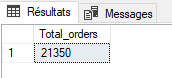 Résultats Messages
Total_orders
1 21350